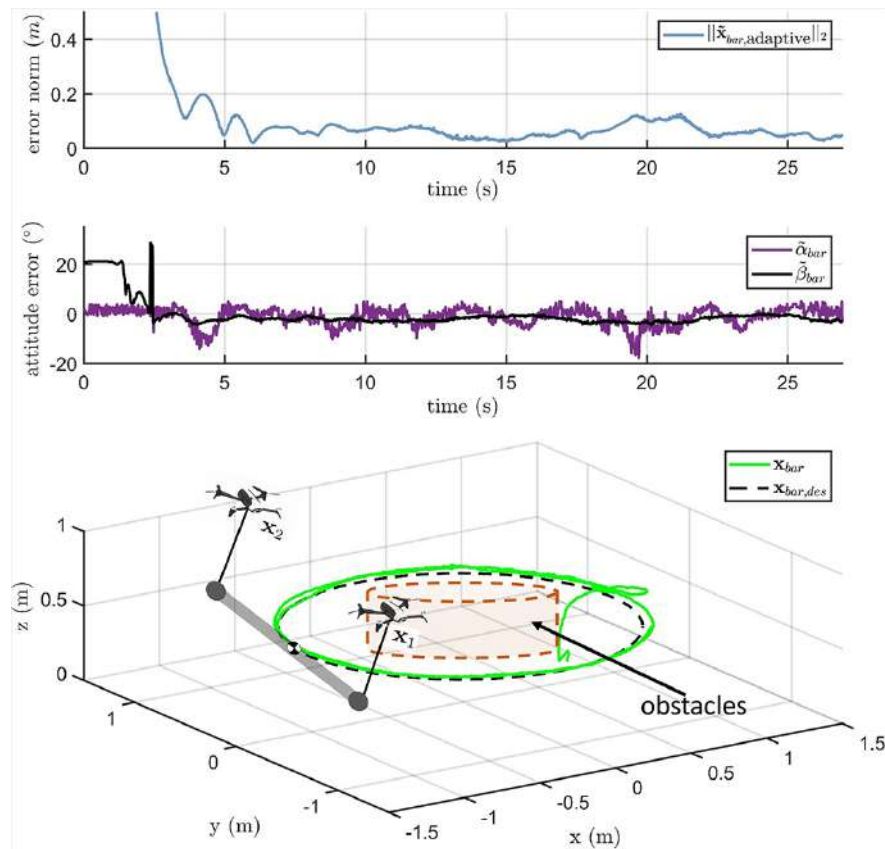 0.4
0.2
0
error norm (m)
||x̃bar,adaptive||2
0 5 10 15 20 25
time (s)
20
0
-20
attitude error (°)
α̃bar
β̃bar
0 5 10 15 20 25
time (s)
xbar
xbar,des
x2
x1
1
0.5
0
z (m)
obstacles
1
0
-1
y (m)
-1.5 -1 -0.5 0 0.5 1 1.5
x (m)